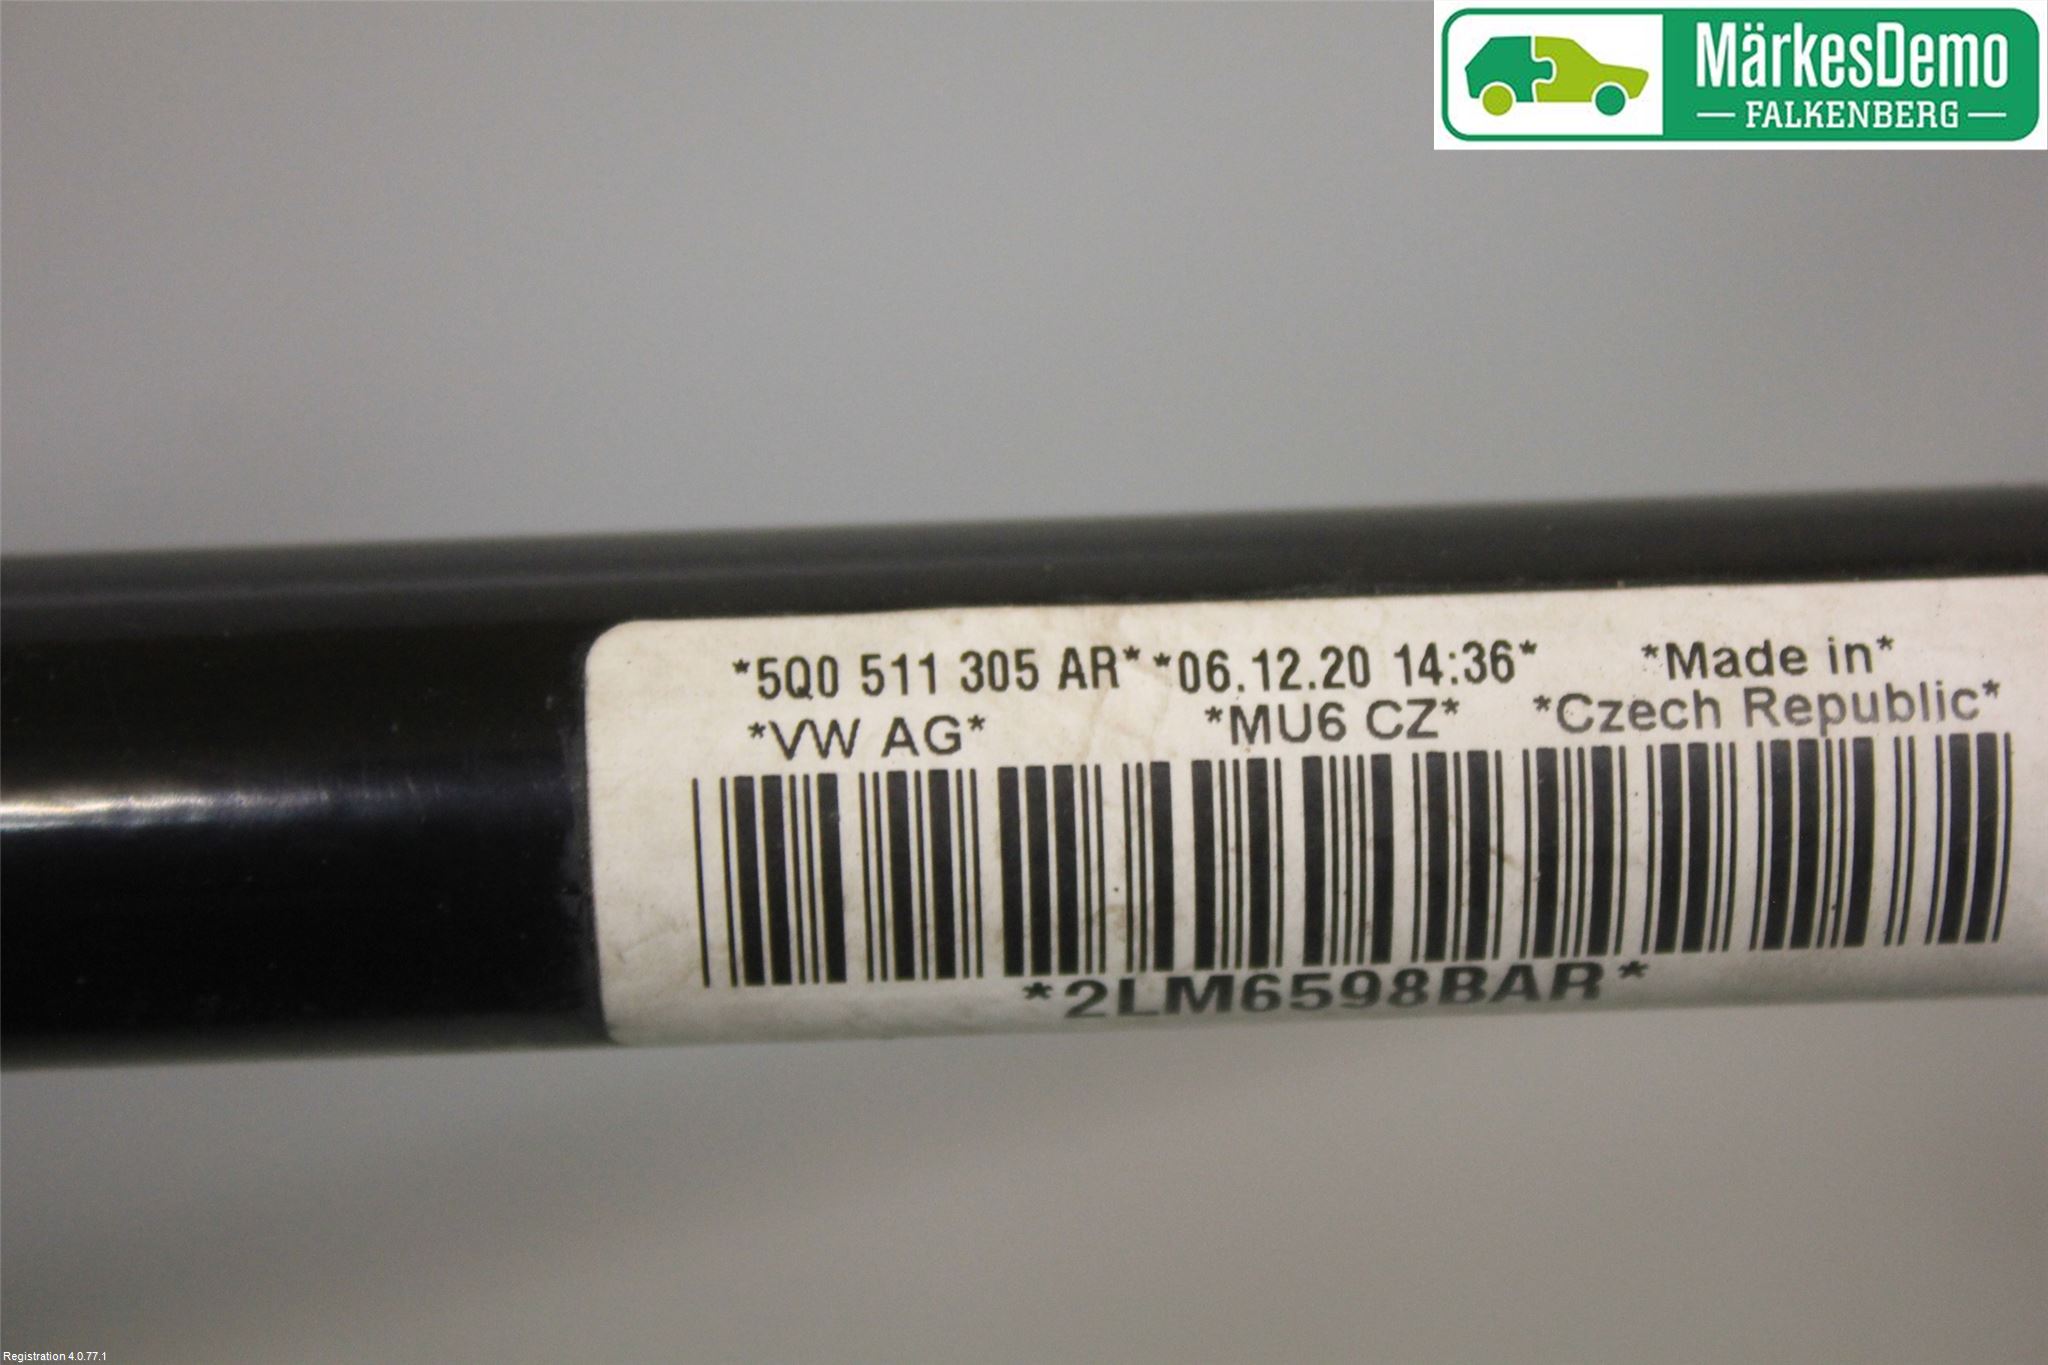 MärkesDemo
FALKENBERG
*5Q0 511 305 AR* *06.12.20 14:36* *Made in*
*VW AG* *MU6 CZ* *Czech Republic*
*2LM6598BAR*
Registration 4.0.77.1